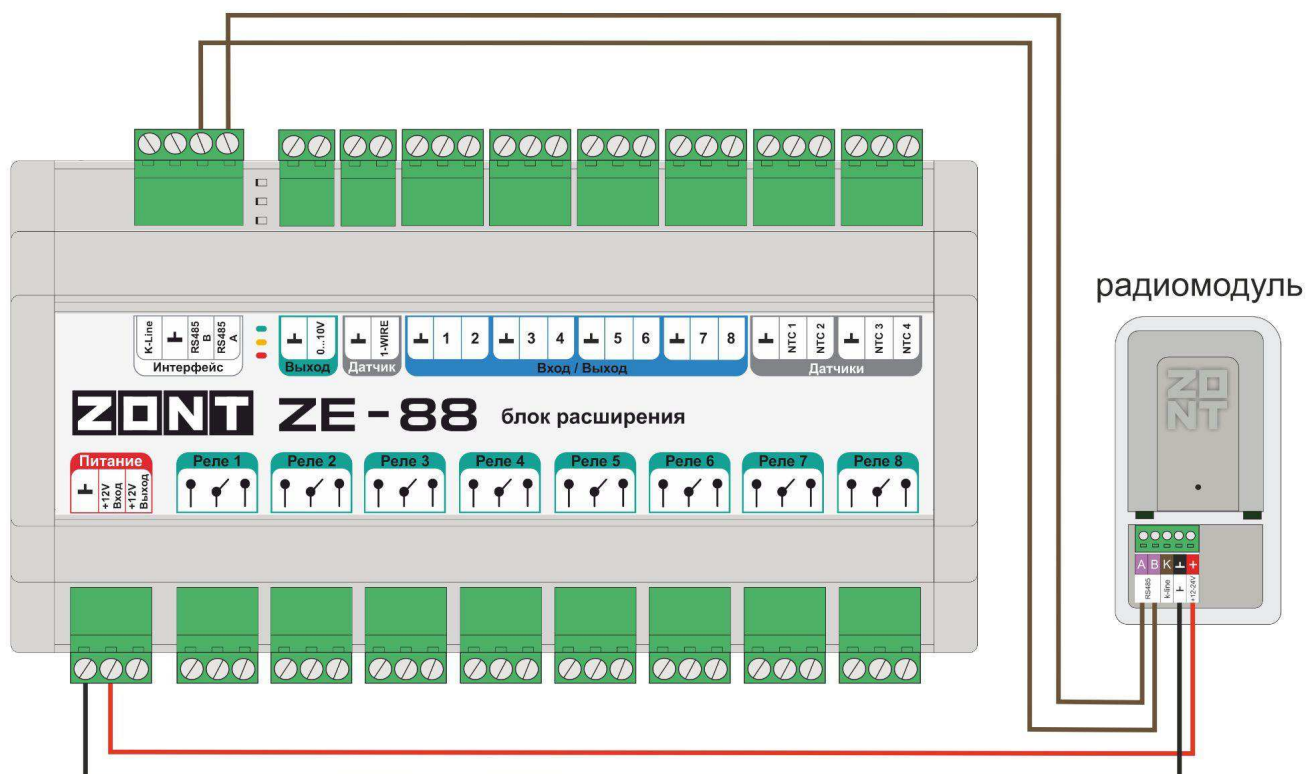 радиомодуль
K-Line
RS485
B
RS485
A
Интерфейс
0...10V
Выход
1-WIRE
Датчик
1 2 3 4 5 6 7 8
Вход / Выход
NTC 1 NTC 2 NTC 3 NTC 4
Датчики
ZONT ZE-88 блок расширения
Питание
+12V
Вход
+12V
Выход
Реле 1 Реле 2 Реле 3 Реле 4 Реле 5 Реле 6 Реле 7 Реле 8
ZO
NT
A B K +
RS485
k-line
+12-24V